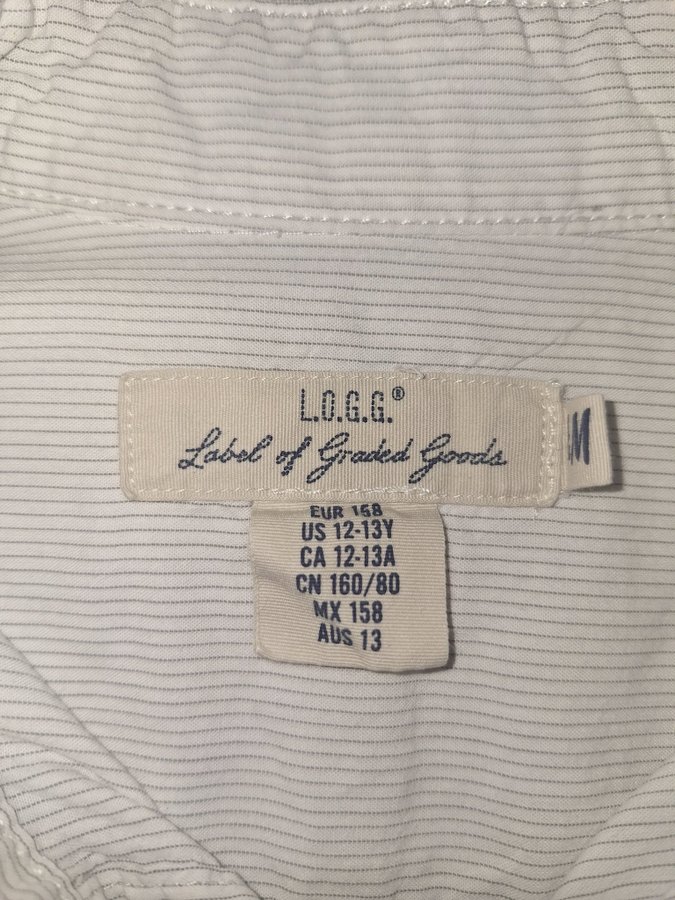 L.O.G.G.®
Label of Graded Goods
M
EUR 158
US 12-13Y
CA 12-13A
CN 160/80
MX 158
AUS 13